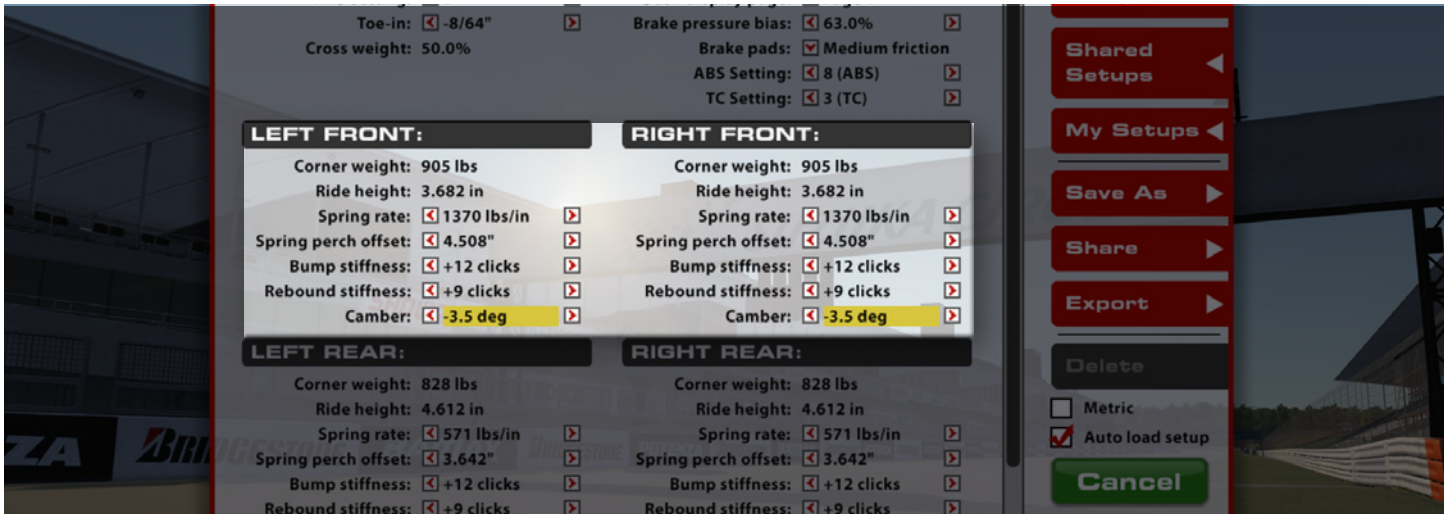 Toe-in: -8/64"
Cross weight: 50.0%
Brake pressure bias: 63.0%
Brake pads: Medium friction
ABS Setting: 8 (ABS)
TC Setting: 3 (TC)
LEFT FRONT:
Corner weight: 905 lbs
Ride height: 3.682 in
Spring rate: 1370 lbs/in
Spring perch offset: 4.508"
Bump stiffness: +12 clicks
Rebound stiffness: +9 clicks
Camber: -3.5 deg
RIGHT FRONT:
Corner weight: 905 lbs
Ride height: 3.682 in
Spring rate: 1370 lbs/in
Spring perch offset: 4.508"
Bump stiffness: +12 clicks
Rebound stiffness: +9 clicks
Camber: -3.5 deg
LEFT REAR:
Corner weight: 828 lbs
Ride height: 4.612 in
Spring rate: 571 lbs/in
Spring perch offset: 3.642"
Bump stiffness: +12 clicks
Rebound stiffness: +9 clicks
RIGHT REAR:
Corner weight: 828 lbs
Ride height: 4.612 in
Spring rate: 571 lbs/in
Spring perch offset: 3.642"
Bump stiffness: +12 clicks
Rebound stiffness: +9 clicks
Shared
Setups
My Setups
Save As
Share
Export
Delete
Metric
Auto load setup
Cancel
ZA
BRIDGESTONE